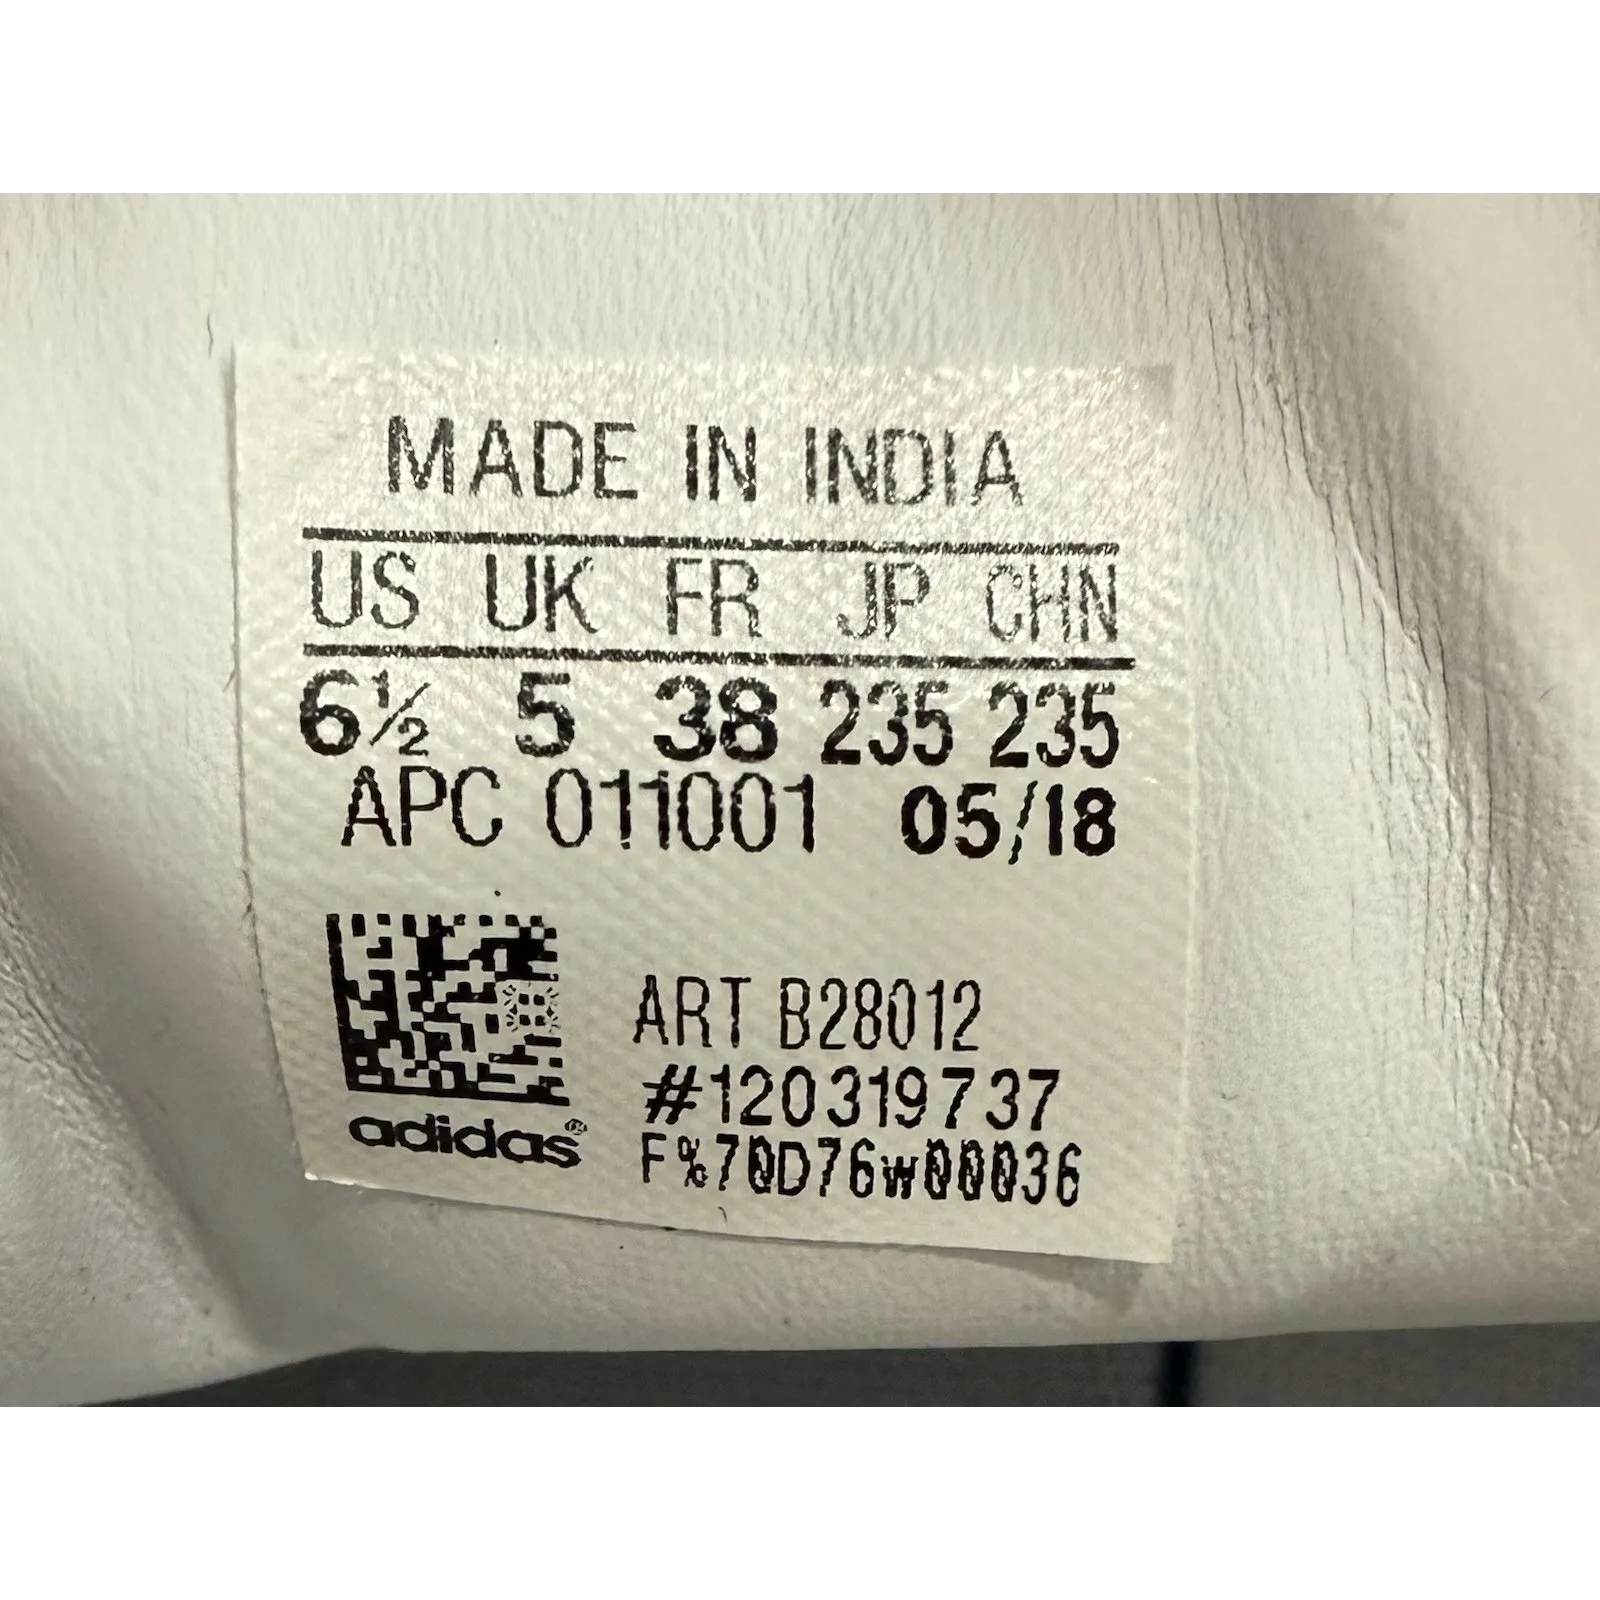 MADE IN INDIA
US UK FR JP CHN
6½ 5 38 235 235
APC 011001 05/18
ART B28012
#120319737
adidas®
F%70D76w00036